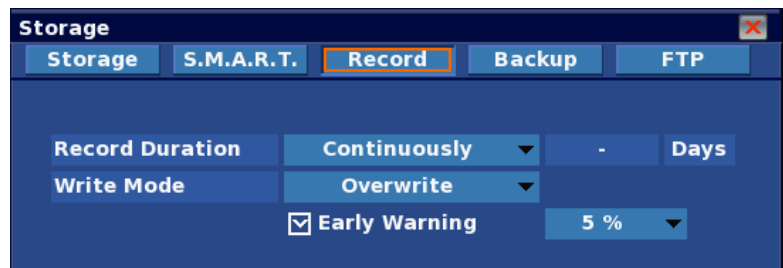 Storage
Storage S.M.A.R.T. Record Backup FTP
Record Duration Continuously - Days
Write Mode Overwrite
Early Warning 5 %